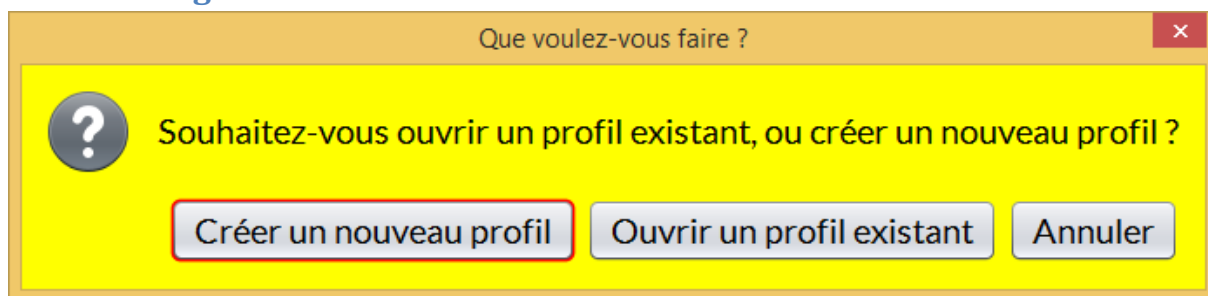 Que voulez-vous faire ?
Souhaitez-vous ouvrir un profil existant, ou créer un nouveau profil ?
Créer un nouveau profil
Ouvrir un profil existant
Annuler